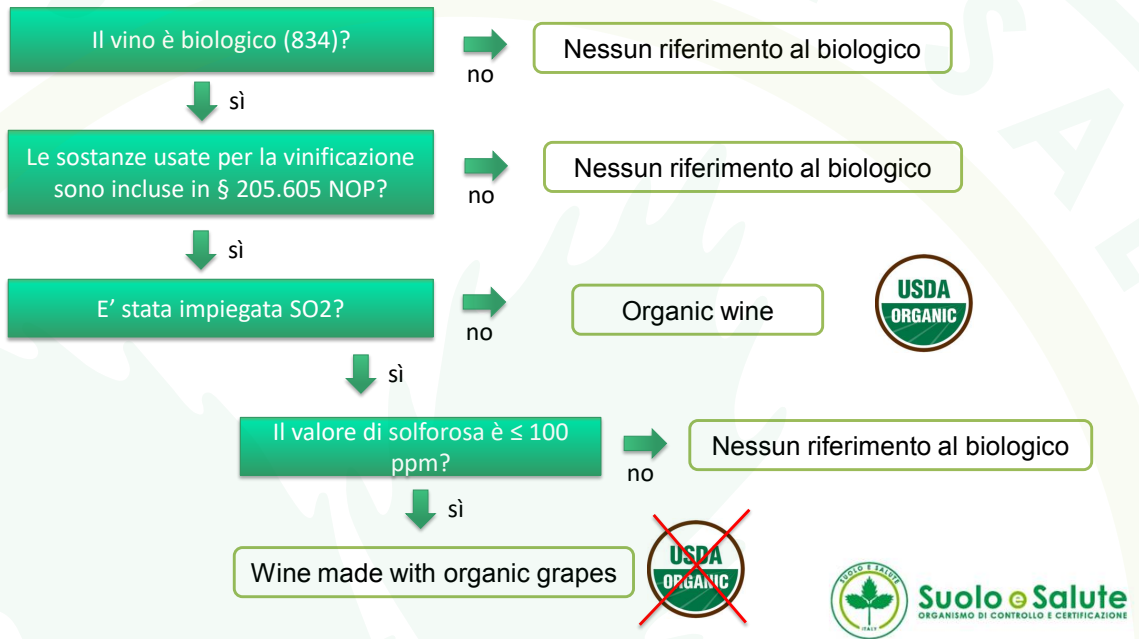 Il vino è biologico (834)?
no
Nessun riferimento al biologico
sì
Le sostanze usate per la vinificazione
sono incluse in § 205.605 NOP?
no
Nessun riferimento al biologico
sì
E’ stata impiegata SO2?
no
Organic wine
USDA
ORGANIC
sì
Il valore di solforosa è ≤ 100
ppm?
no
Nessun riferimento al biologico
sì
Wine made with organic grapes
USDA
ORGANIC
SUOLO E SALUTE
ITALY
Suolo e Salute
ORGANISMO DI CONTROLLO E CERTIFICAZIONE